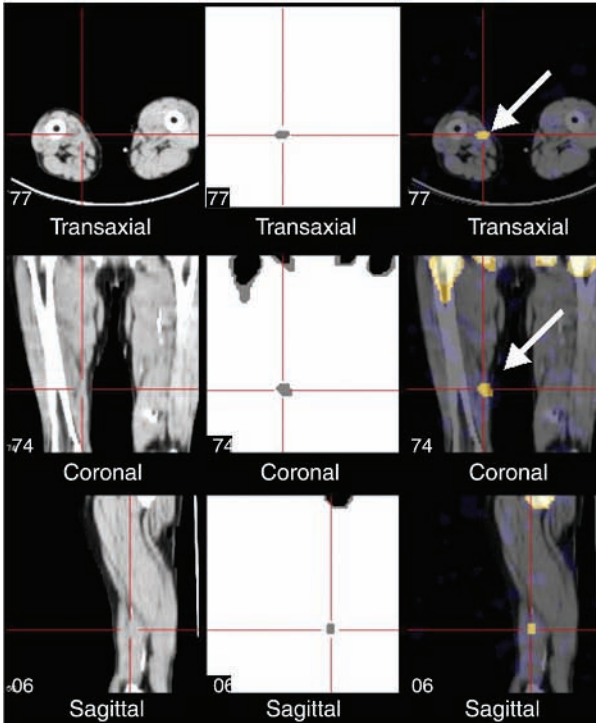 77 77 77
Transaxial Transaxial Transaxial
74 74 74
Coronal Coronal Coronal
06 06 06
Sagittal Sagittal Sagittal